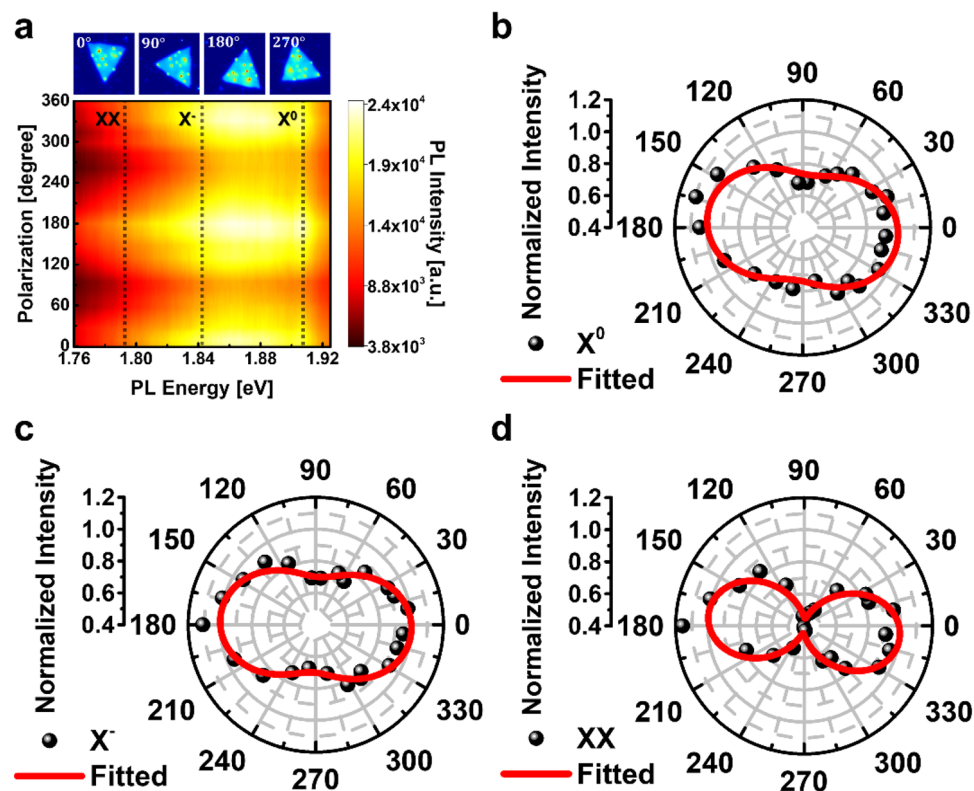 a
0° 90° 180° 270°
XX X⁻ X⁰
360
300
240
180
120
60
0
Polarization [degree]
1.76 1.80 1.84 1.88 1.92
PL Energy [eV]
2.4x10⁴
1.9x10⁴
1.4x10⁴
8.8x10³
3.8x10³
PL Intensity [a.u.]
b
Normalized Intensity
1.2
1.0
0.8
0.6
0.4
90
120 60
150 30
180 0
210 330
240 300
270
X⁰
Fitted
c
Normalized Intensity
1.2
1.0
0.8
0.6
0.4
90
120 60
150 30
180 0
210 330
240 300
270
X⁻
Fitted
d
Normalized Intensity
1.2
1.0
0.8
0.6
0.4
90
120 60
150 30
180 0
210 330
240 300
270
XX
Fitted